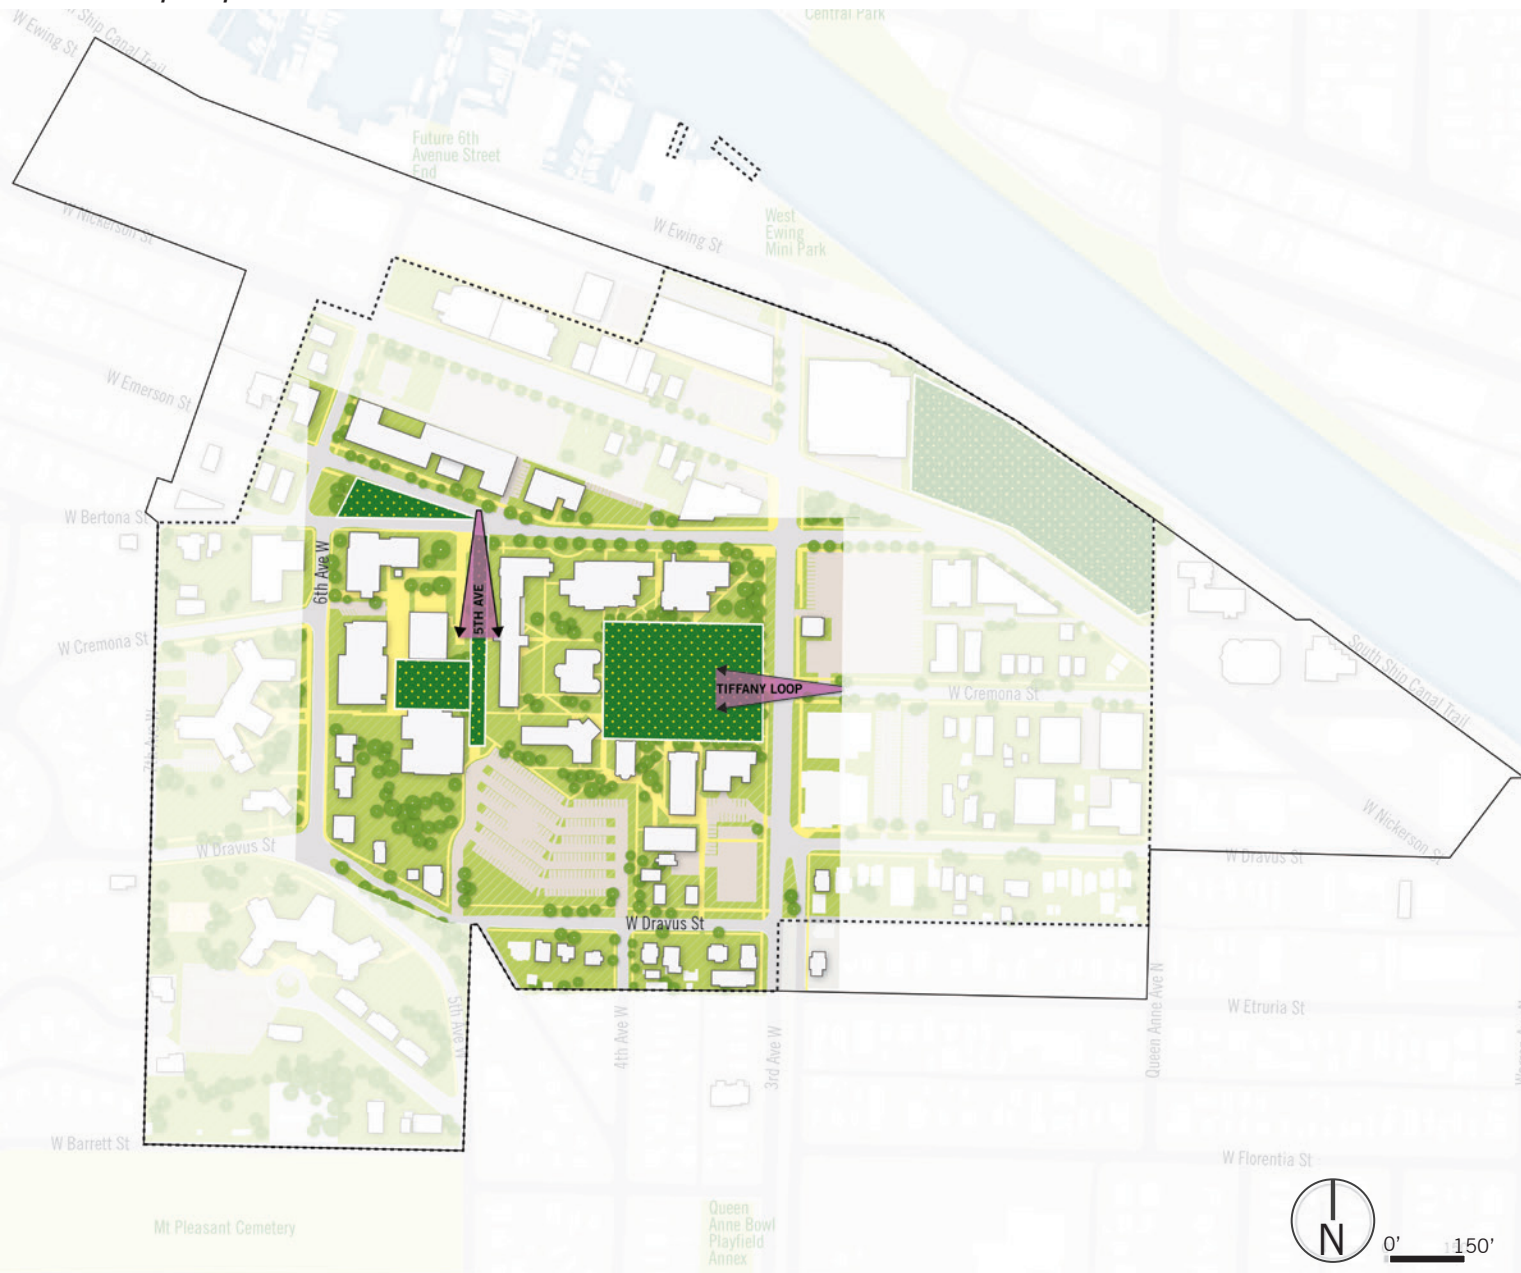 Central Park
Ship Canal Trail
W Ewing St
Future 6th
Avenue Street
End
W Nickerson St
W Ewing St
West
Ewing
Mini Park
W Emerson St
W Bertona St
6th Ave W
5TH AVE
W Cremona St
TIFFANY LOOP
W Cremona St
South Ship Canal Trail
7th Ave W
W Dravus St
W Nickerson St
W Dravus St
W Dravus St
5th Ave W
4th Ave W
3rd Ave W
Queen Anne Ave N
W Etruria St
W Barrett St
W Florentia St
Mt Pleasant Cemetery
Queen
Anne Bowl
Playfield
Annex
N
0' 150'